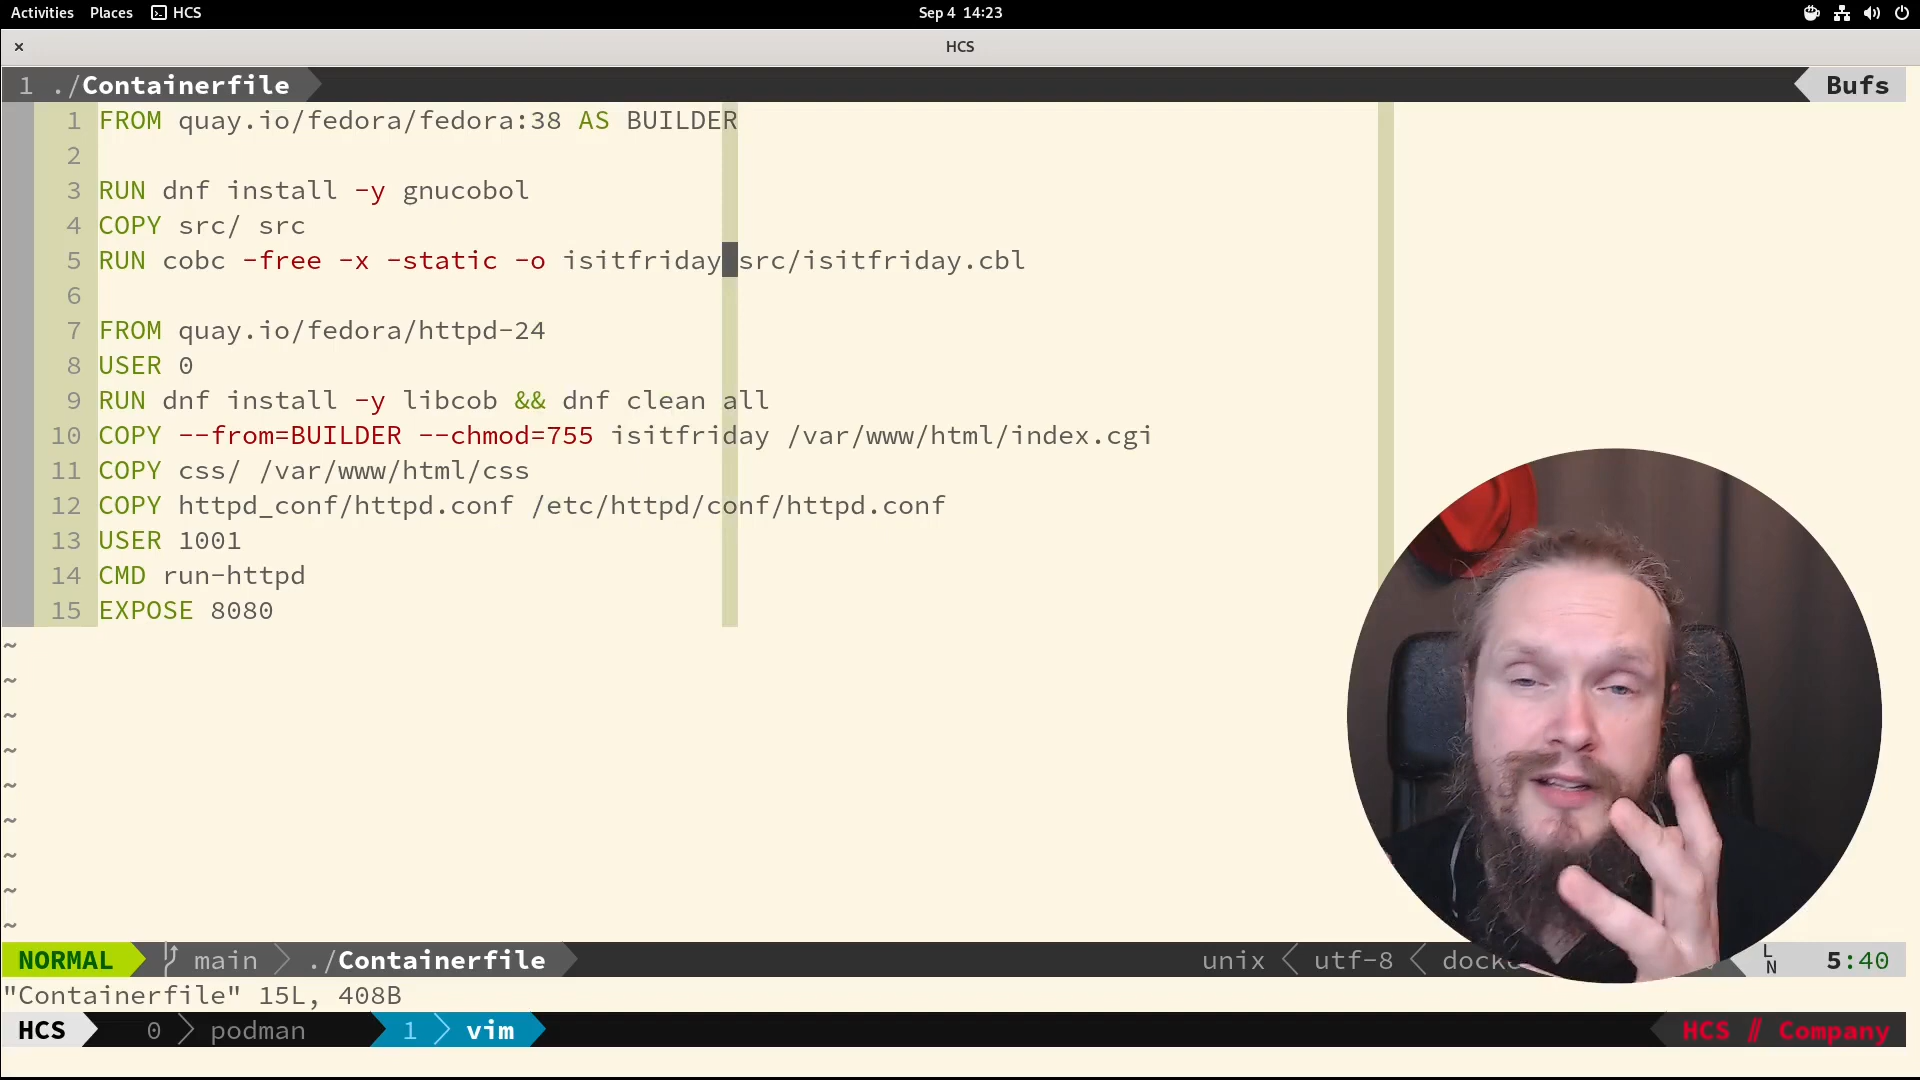 Activities Places HCS Sep 4 14:23
× HCS
1 ./Containerfile Bufs
1 FROM quay.io/fedora/fedora:38 AS BUILDER
2
3 RUN dnf install -y gnucobol
4 COPY src/ src
5 RUN cobc -free -x -static -o isitfriday src/isitfriday.cbl
6
7 FROM quay.io/fedora/httpd-24
8 USER 0
9 RUN dnf install -y libcob && dnf clean all
10 COPY --from=BUILDER --chmod=755 isitfriday /var/www/html/index.cgi
11 COPY css/ /var/www/html/css
12 COPY httpd_conf/httpd.conf /etc/httpd/conf/httpd.conf
13 USER 1001
14 CMD run-httpd
15 EXPOSE 8080
~
~
~
~
~
~
~
~
~
NORMAL main ./Containerfile unix utf-8 LN 5:40
"Containerfile" 15L, 408B
HCS 0 podman 1 vim HCS // Company